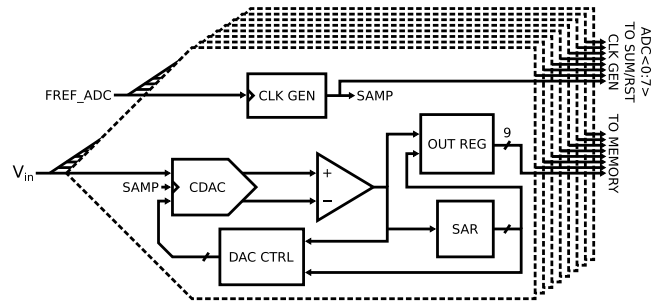 ADC<0:7>
TO SUM/RST
CLK GEN
FREF_ADC
CLK GEN
SAMP
TO MEMORY
OUT REG
9
Vin
SAMP
CDAC
+
−
SAR
DAC CTRL